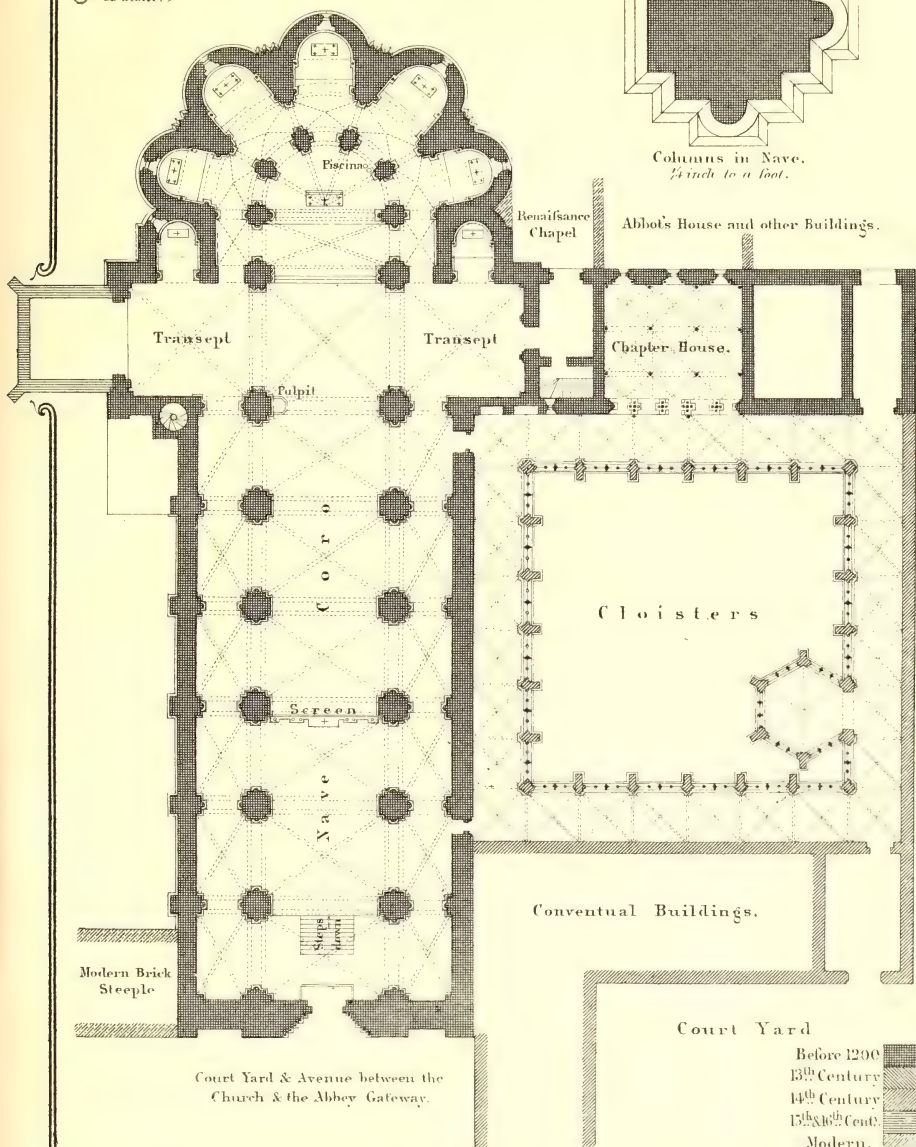 Columns in Nave.
¼ inch to a foot.
Piscina
Renaissance
Chapel
Abbot's House and other Buildings.
Transept
Transept
Chapter House.
Pulpit
Coro
Cloisters
Screen
Nave
Steps
down
Conventual Buildings.
Modern Brick
Steeple
Court Yard
Court Yard & Avenue between the
Church & the Abbey Gateway.
Before 1200
13th Century
14th Century
15th & 16th Cent.
Modern.